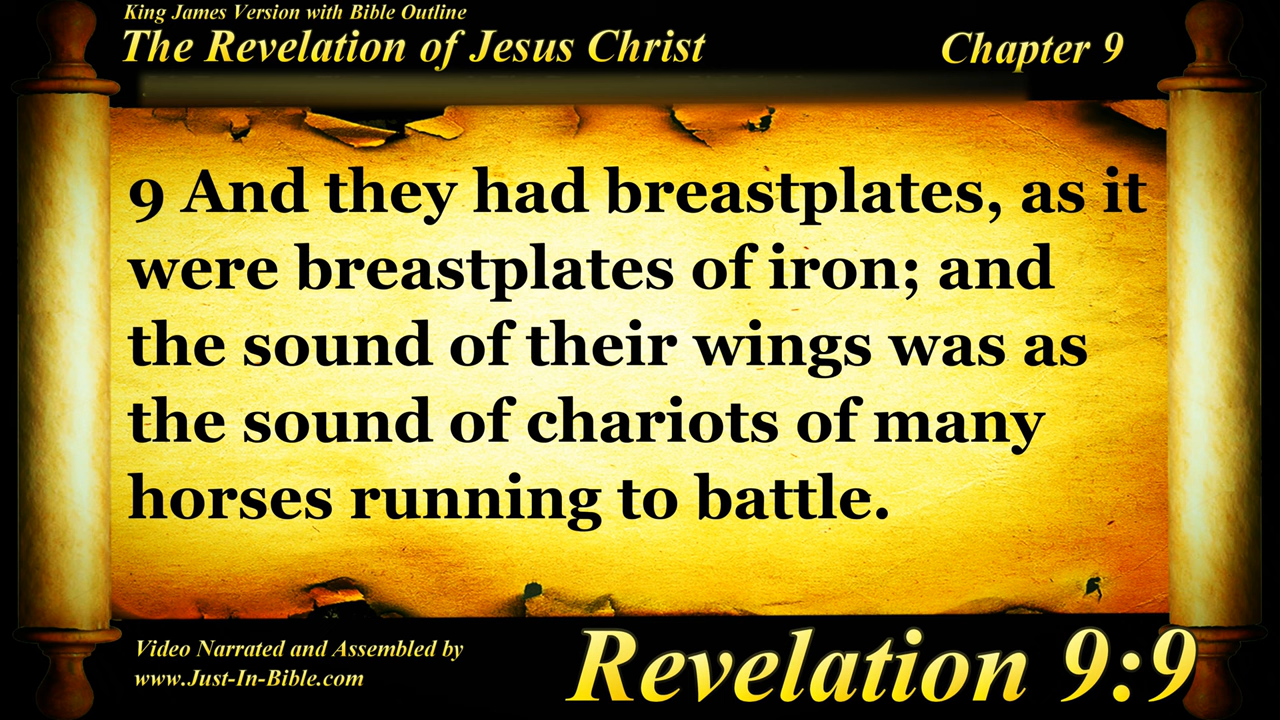 King James Version with Bible Outline
The Revelation of Jesus Christ
Chapter 9
9 And they had breastplates, as it
were breastplates of iron; and
the sound of their wings was as
the sound of chariots of many
horses running to battle.
Video Narrated and Assembled by
www.Just-In-Bible.com
Revelation 9:9